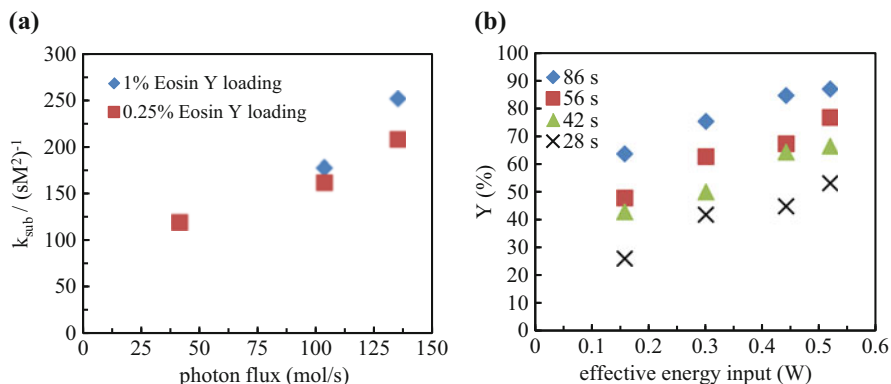 (a)
300
250
200
150
100
50
0
k_sub / (sM²)⁻¹
1% Eosin Y loading
0.25% Eosin Y loading
0 25 50 75 100 125 150
photon flux (mol/s)
(b)
100
90
80
70
60
50
40
30
20
10
0
Y (%)
86 s
56 s
42 s
28 s
0 0.1 0.2 0.3 0.4 0.5 0.6
effective energy input (W)